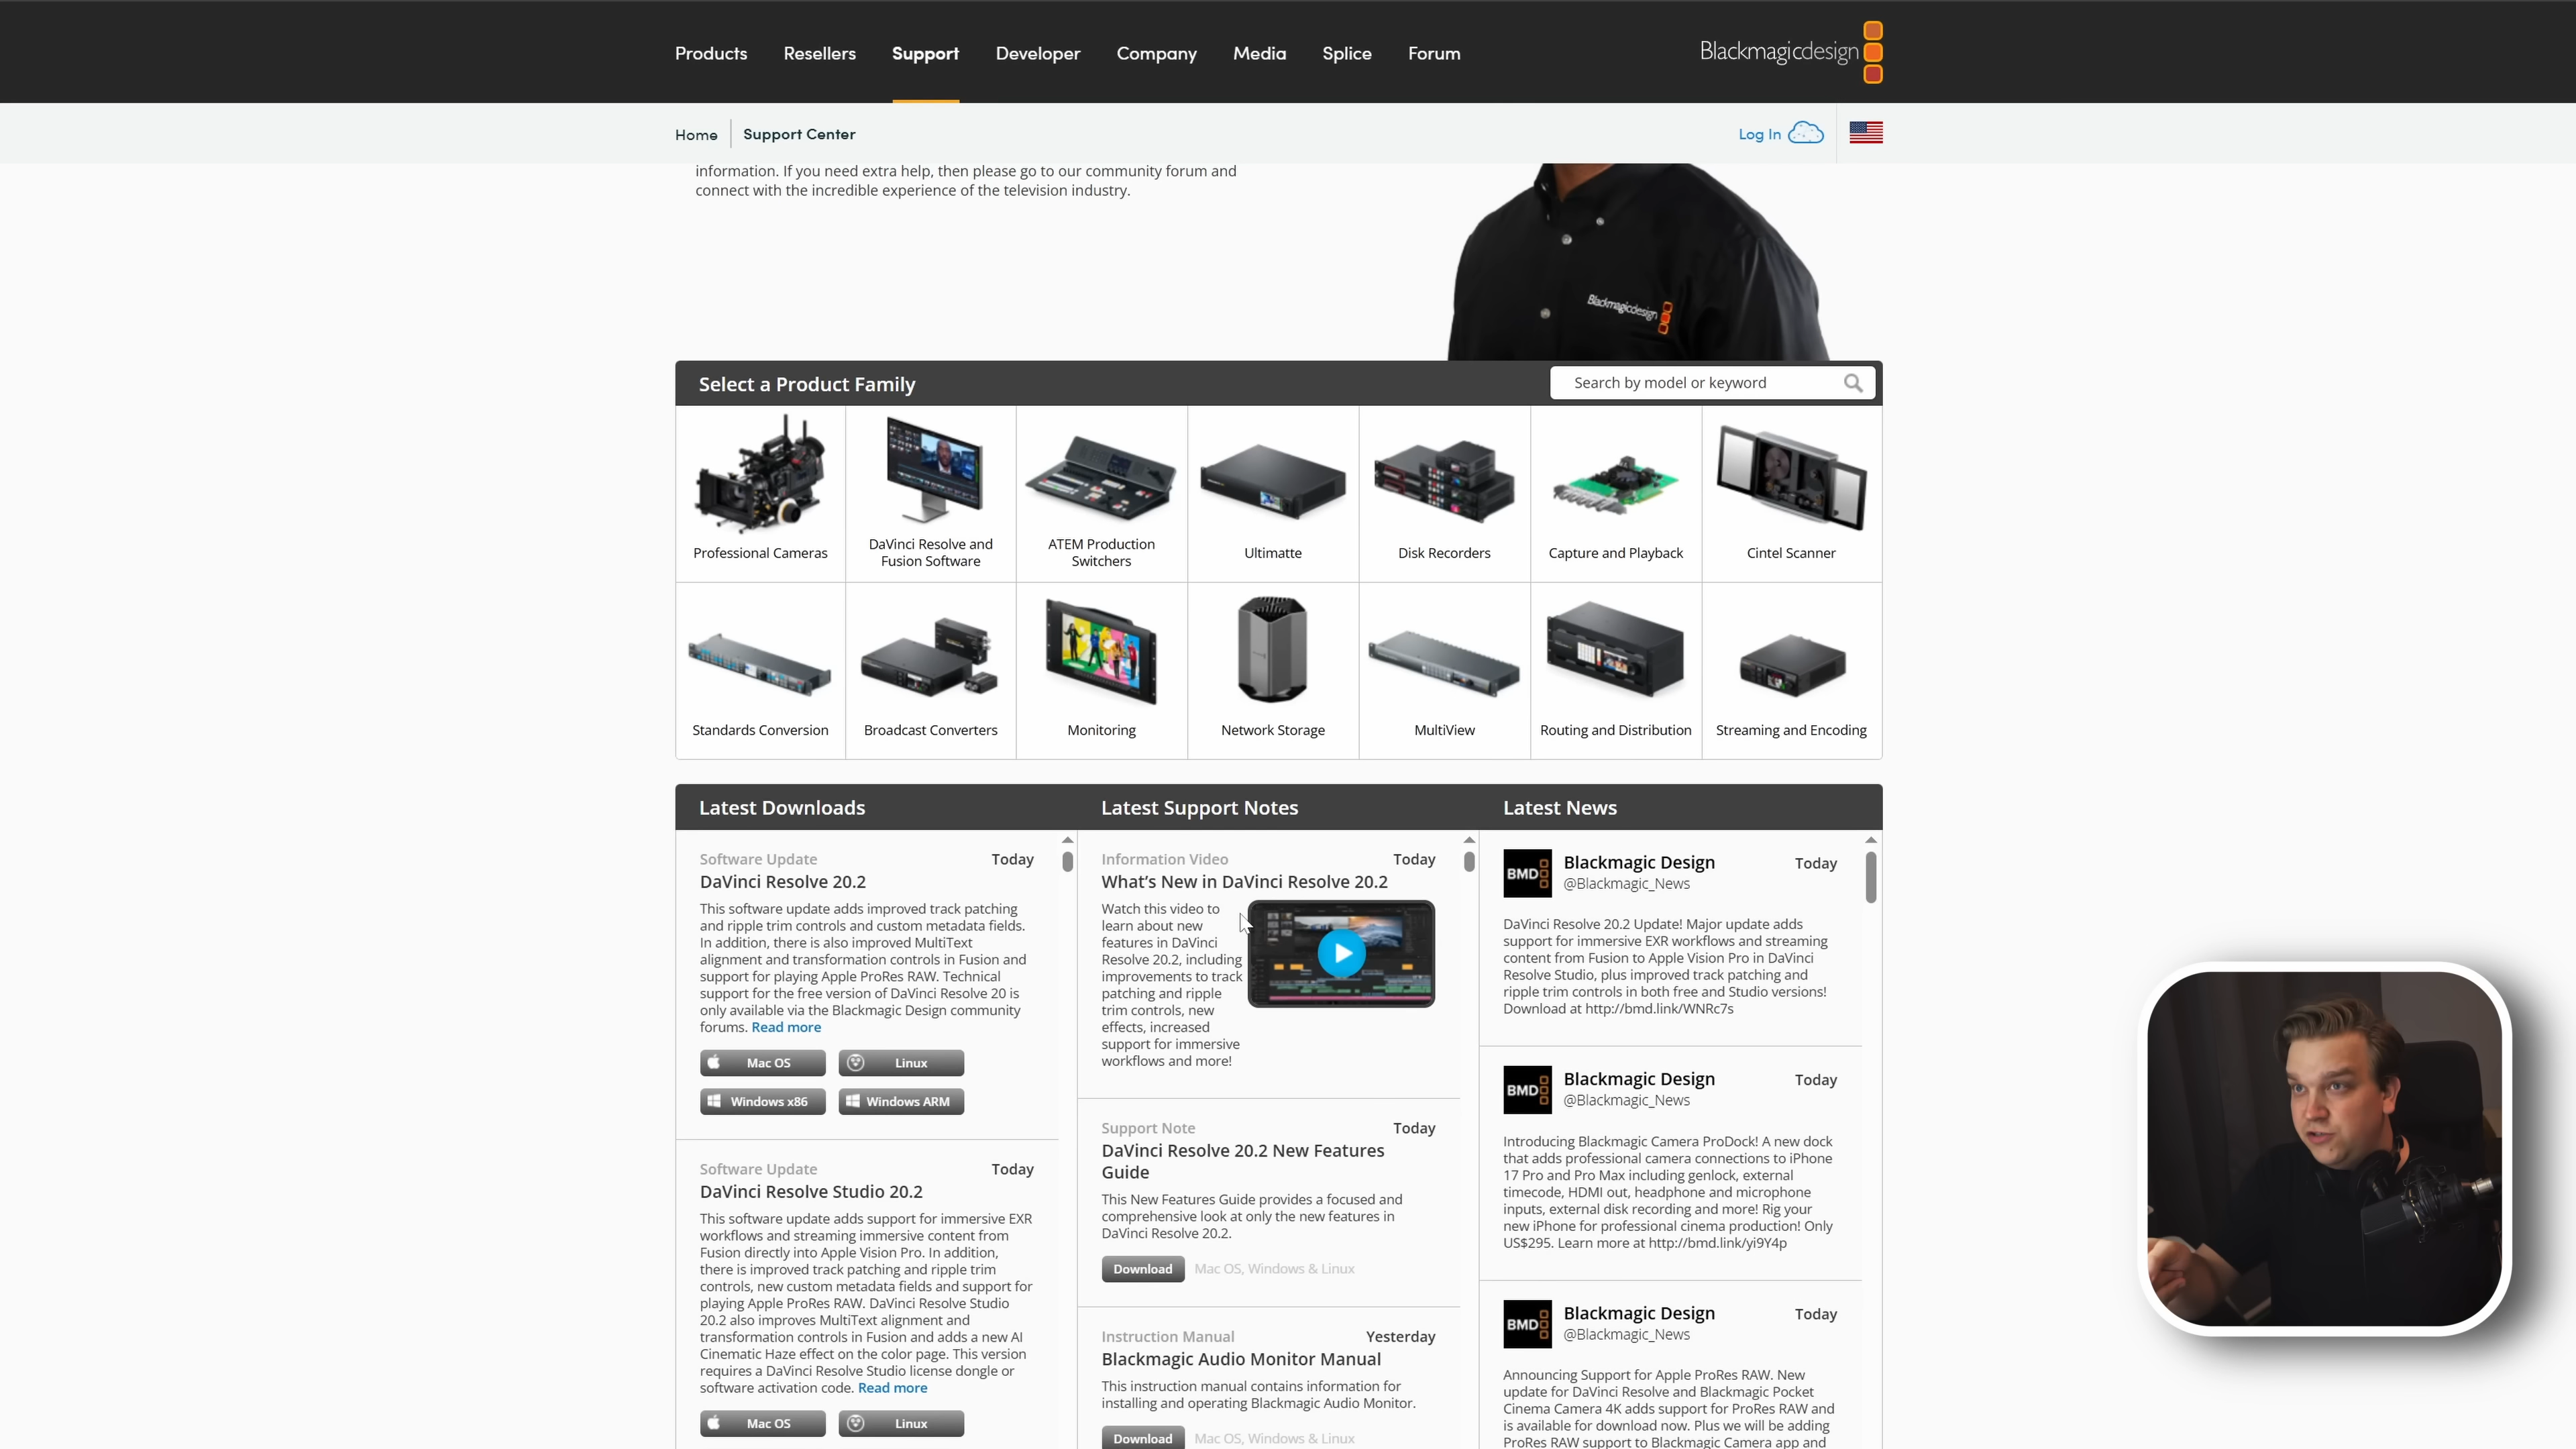 Products Resellers Support Developer Company Media Splice Forum
Blackmagicdesign
Home Support Center
Log In
information. If you need extra help, then please go to our community forum and
connect with the incredible experience of the television industry.
Blackmagicdesign
Select a Product Family
Search by model or keyword
Professional Cameras
DaVinci Resolve and
Fusion Software
ATEM Production
Switchers
Ultimatte
Disk Recorders
Capture and Playback
Cintel Scanner
Standards Conversion
Broadcast Converters
Monitoring
Network Storage
MultiView
Routing and Distribution
Streaming and Encoding
Latest Downloads
Software Update Today
DaVinci Resolve 20.2
This software update adds improved track patching
and ripple trim controls and custom metadata fields.
In addition, there is also improved MultiText
alignment and transformation controls in Fusion and
support for playing Apple ProRes RAW. Technical
support for the free version of DaVinci Resolve 20 is
only available via the Blackmagic Design community
forums. Read more
Mac OS Linux
Windows x86 Windows ARM
Software Update Today
DaVinci Resolve Studio 20.2
This software update adds support for immersive EXR
workflows and streaming immersive content from
Fusion directly into Apple Vision Pro. In addition,
there is improved track patching and ripple trim
controls, new custom metadata fields and support for
playing Apple ProRes RAW. DaVinci Resolve Studio
20.2 also improves MultiText alignment and
transformation controls in Fusion and adds a new AI
Cinematic Haze effect on the color page. This version
requires a DaVinci Resolve Studio license dongle or
software activation code. Read more
Mac OS Linux
Latest Support Notes
Information Video Today
What's New in DaVinci Resolve 20.2
Watch this video to
learn about new
features in DaVinci
Resolve 20.2, including
improvements to track
patching and ripple
trim controls, new
effects, increased
support for immersive
workflows and more!
Support Note Today
DaVinci Resolve 20.2 New Features
Guide
This New Features Guide provides a focused and
comprehensive look at only the new features in
DaVinci Resolve 20.2.
Download Mac OS, Windows & Linux
Instruction Manual Yesterday
Blackmagic Audio Monitor Manual
This instruction manual contains information for
installing and operating Blackmagic Audio Monitor.
Download Mac OS, Windows & Linux
Latest News
BMD Blackmagic Design Today
@Blackmagic_News
DaVinci Resolve 20.2 Update! Major update adds
support for immersive EXR workflows and streaming
content from Fusion to Apple Vision Pro in DaVinci
Resolve Studio, plus improved track patching and
ripple trim controls in both free and Studio versions!
Download at http://bmd.link/WNRc7s
BMD Blackmagic Design Today
@Blackmagic_News
Introducing Blackmagic Camera ProDock! A new dock
that adds professional camera connections to iPhone
17 Pro and Pro Max including genlock, external
timecode, HDMI out, headphone and microphone
inputs, external disk recording and more! Rig your
new iPhone for professional cinema production! Only
US$295. Learn more at http://bmd.link/yi9Y4p
BMD Blackmagic Design Today
@Blackmagic_News
Announcing Support for Apple ProRes RAW. New
update for DaVinci Resolve and Blackmagic Pocket
Cinema Camera 4K adds support for ProRes RAW and
is available for download now. Plus we will be adding
ProRes RAW support to Blackmagic Camera app and